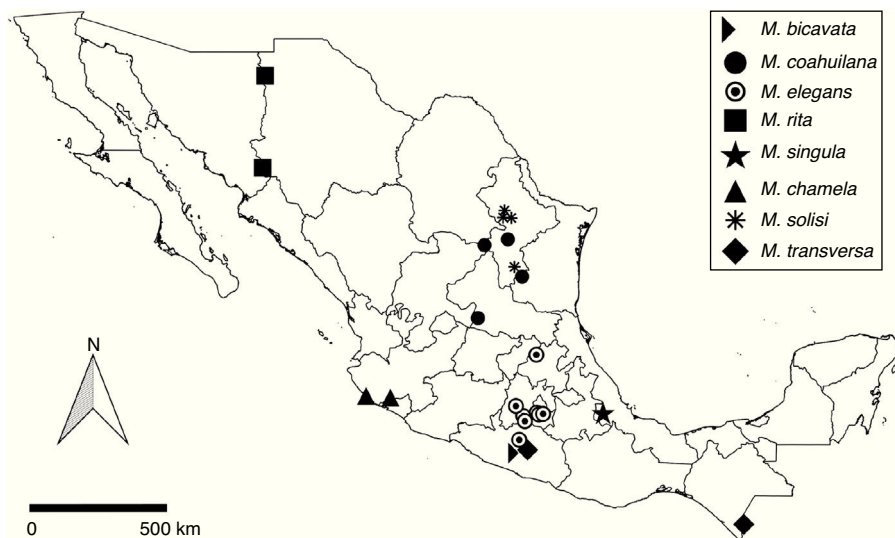 M. bicavata
M. coahuilana
M. elegans
M. rita
M. singula
M. chamela
M. solisi
M. transversa
N
0 500 km